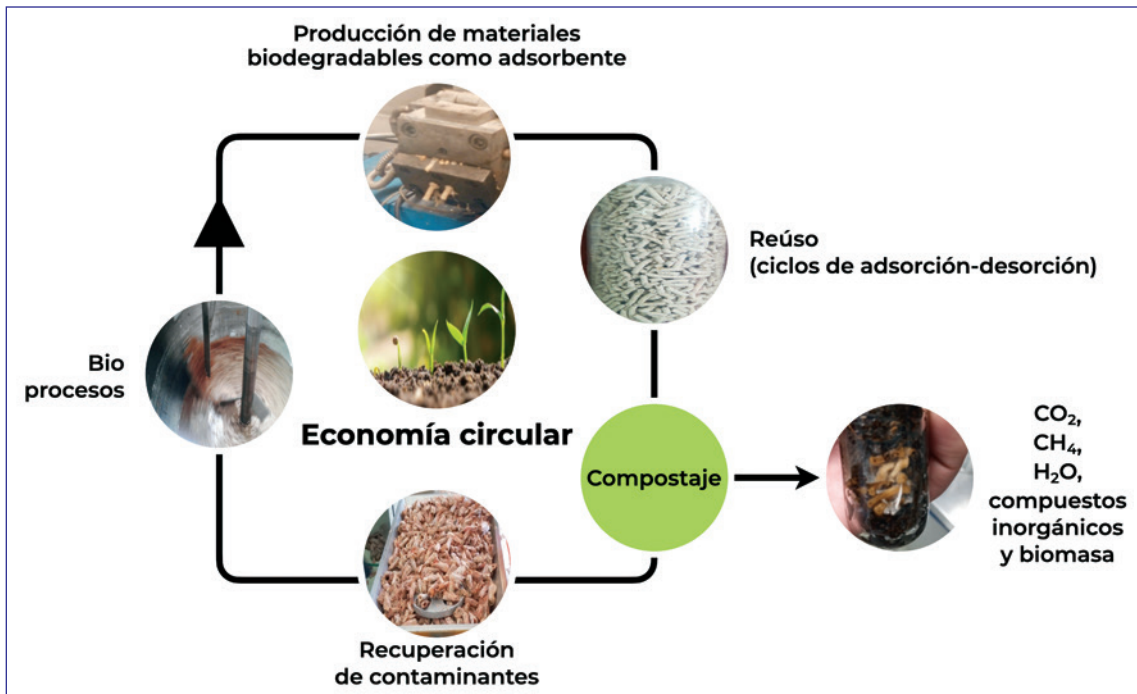 Producción de materiales
biodegradables como adsorbente
Reúso
(ciclos de adsorción-desorción)
Bio
procesos
Economía circular
Compostaje
CO₂,
CH₄,
H₂O,
compuestos
inorgánicos
y biomasa
Recuperación
de contaminantes